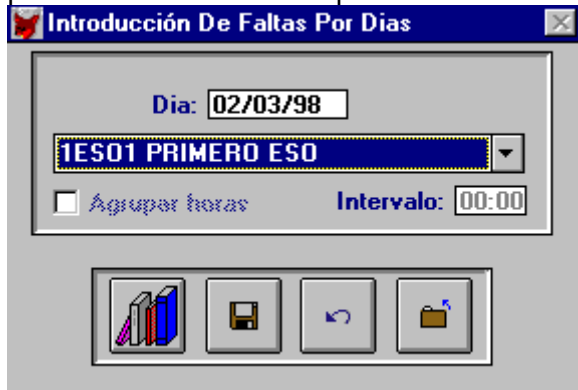 Introducción De Faltas Por Dias
Dia: 02/03/98
1ESO1 PRIMERO ESO
Agrupar horas Intervalo: 00:00